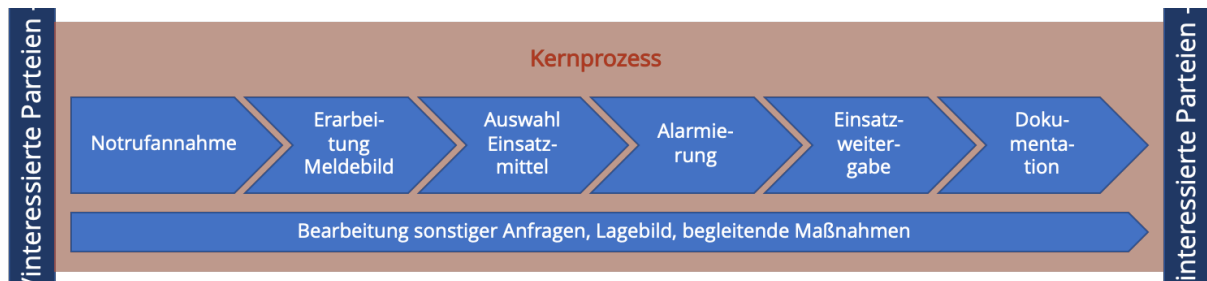 interessierte Parteien -
Kernprozess
Notrufannahme
Erarbei-
tung
Meldebild
Auswahl
Einsatz-
mittel
Alarmie-
rung
Einsatz-
weiter-
gabe
Doku-
menta-
tion
Bearbeitung sonstiger Anfragen, Lagebild, begleitende Maßnahmen
interessierte Parteien -